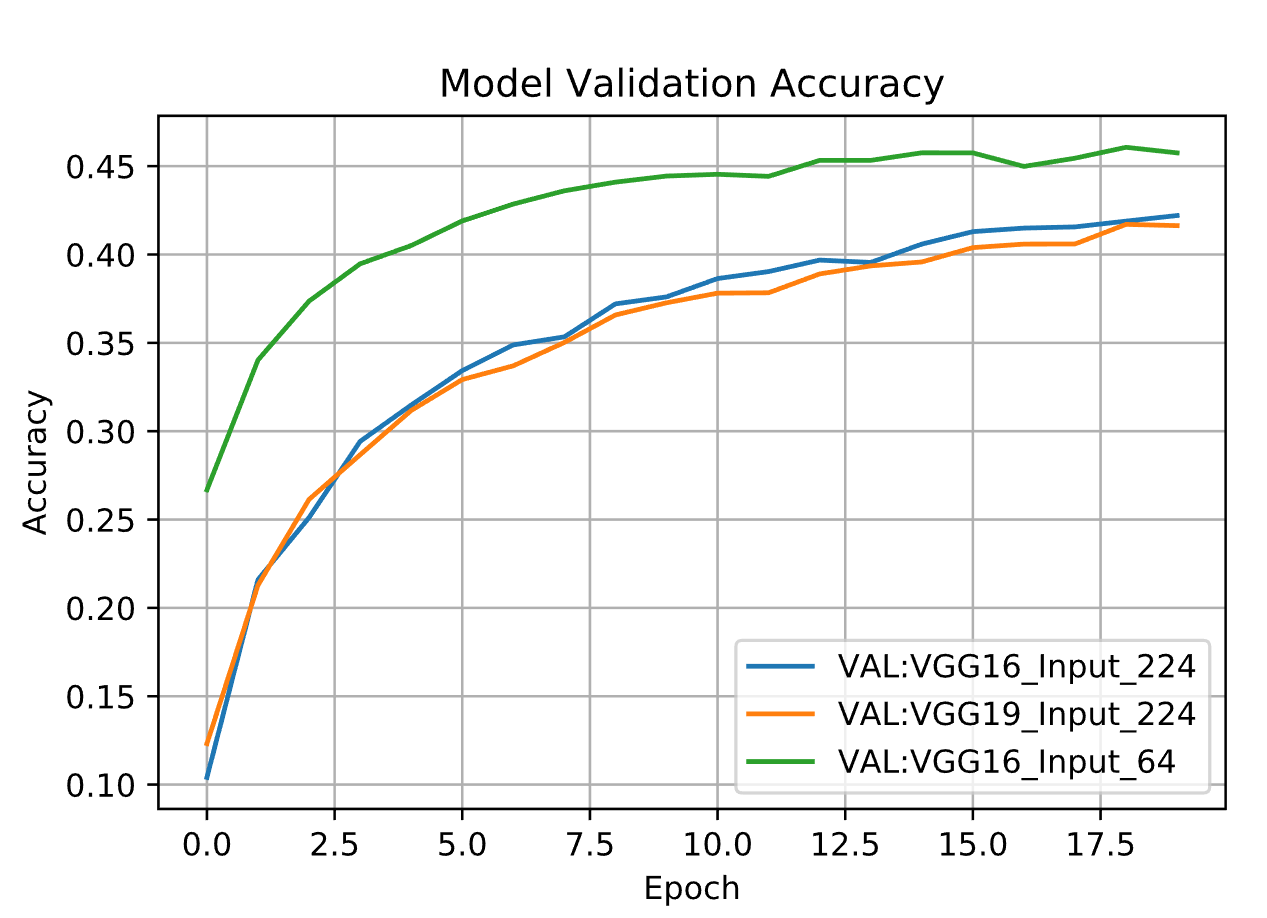 Model Validation Accuracy
Accuracy
0.45
0.40
0.35
0.30
0.25
0.20
0.15
0.10
VAL:VGG16_Input_224
VAL:VGG19_Input_224
VAL:VGG16_Input_64
0.0 2.5 5.0 7.5 10.0 12.5 15.0 17.5
Epoch